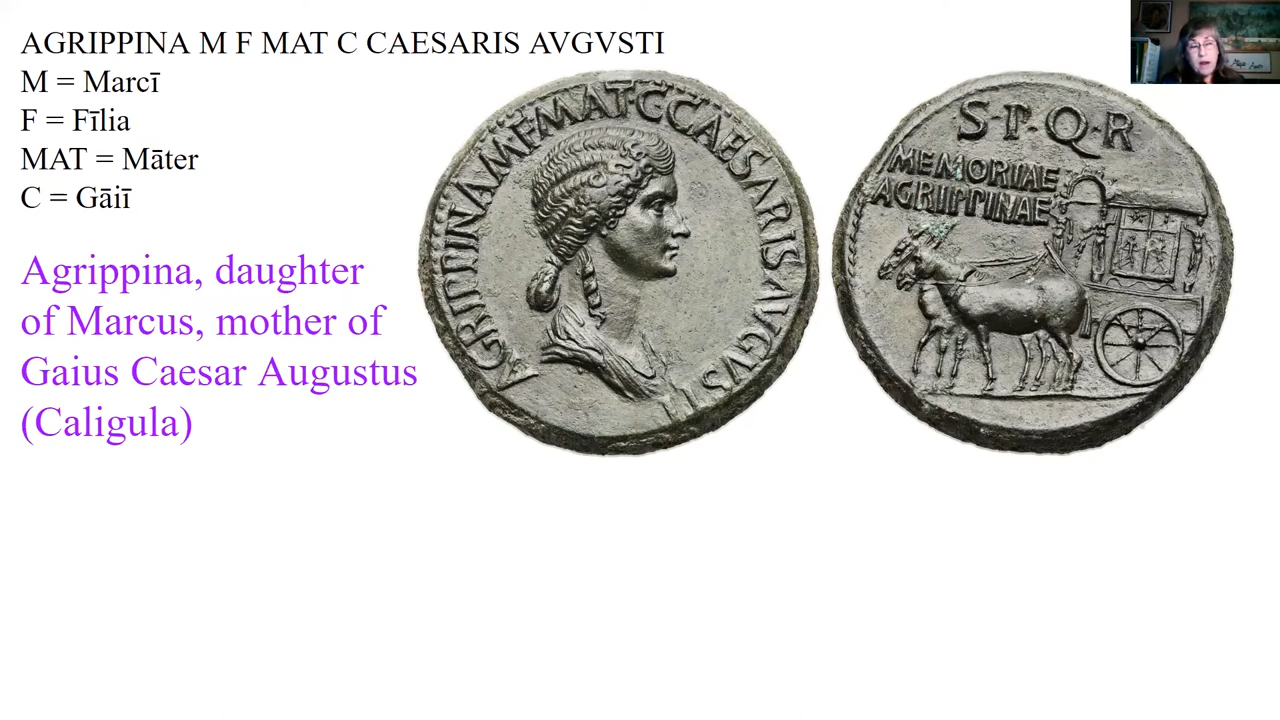 AGRIPPINA M F MAT C CAESARIS AVGVSTI
M = Marcī
F = Fīlia
MAT = Māter
C = Gāiī
Agrippina, daughter
of Marcus, mother of
Gaius Caesar Augustus
(Caligula)
AGRIPPINA·M·F·MAT·C·CAESARIS·AVGVSTI
S·P·Q·R
MEMORIAE
AGRIPPINAE